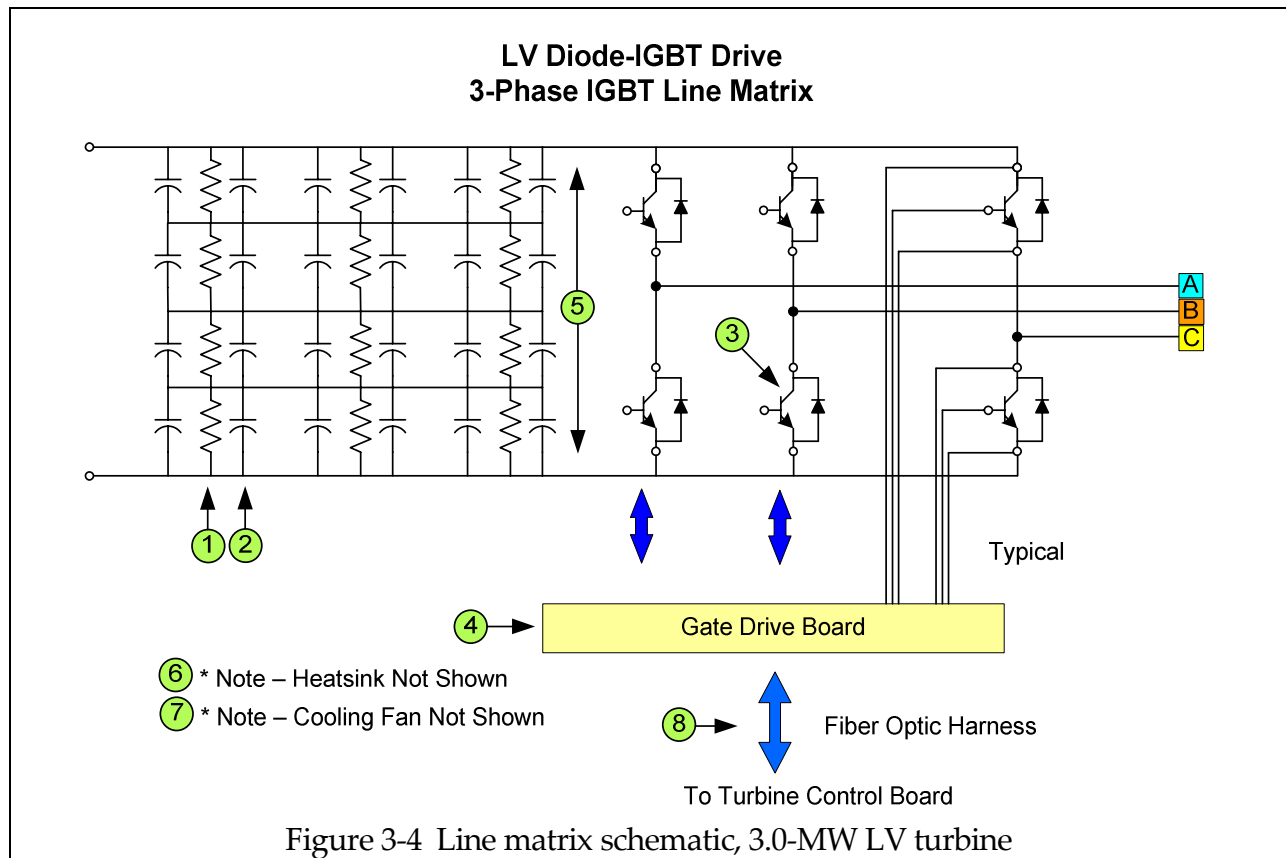 LV Diode-IGBT Drive
3-Phase IGBT Line Matrix
5
3
A
B
C
1
2
Typical
4
Gate Drive Board
6 * Note – Heatsink Not Shown
7 * Note – Cooling Fan Not Shown
8
Fiber Optic Harness
To Turbine Control Board
Figure 3-4 Line matrix schematic, 3.0-MW LV turbine